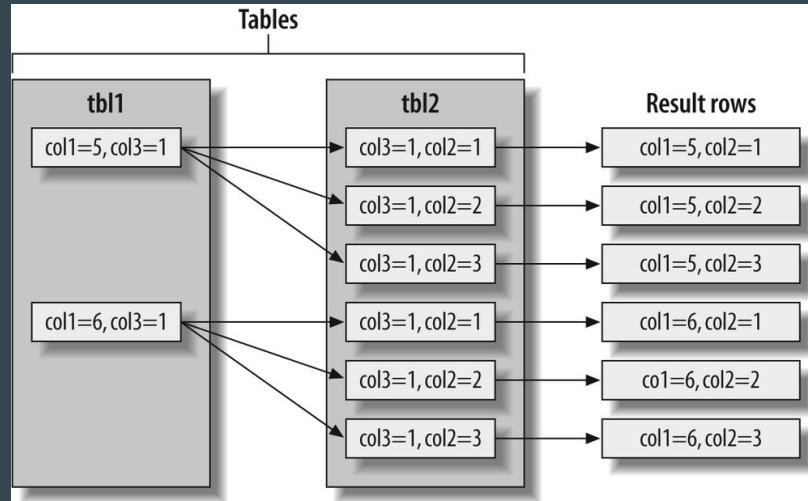 Tables
tbl1
tbl2
Result rows
col1=5, col3=1
col3=1, col2=1
col1=5, col2=1
col3=1, col2=2
col1=5, col2=2
col3=1, col2=3
col1=5, col2=3
col1=6, col3=1
col3=1, col2=1
col1=6, col2=1
col3=1, col2=2
co1=6, col2=2
col3=1, col2=3
col1=6, col2=3